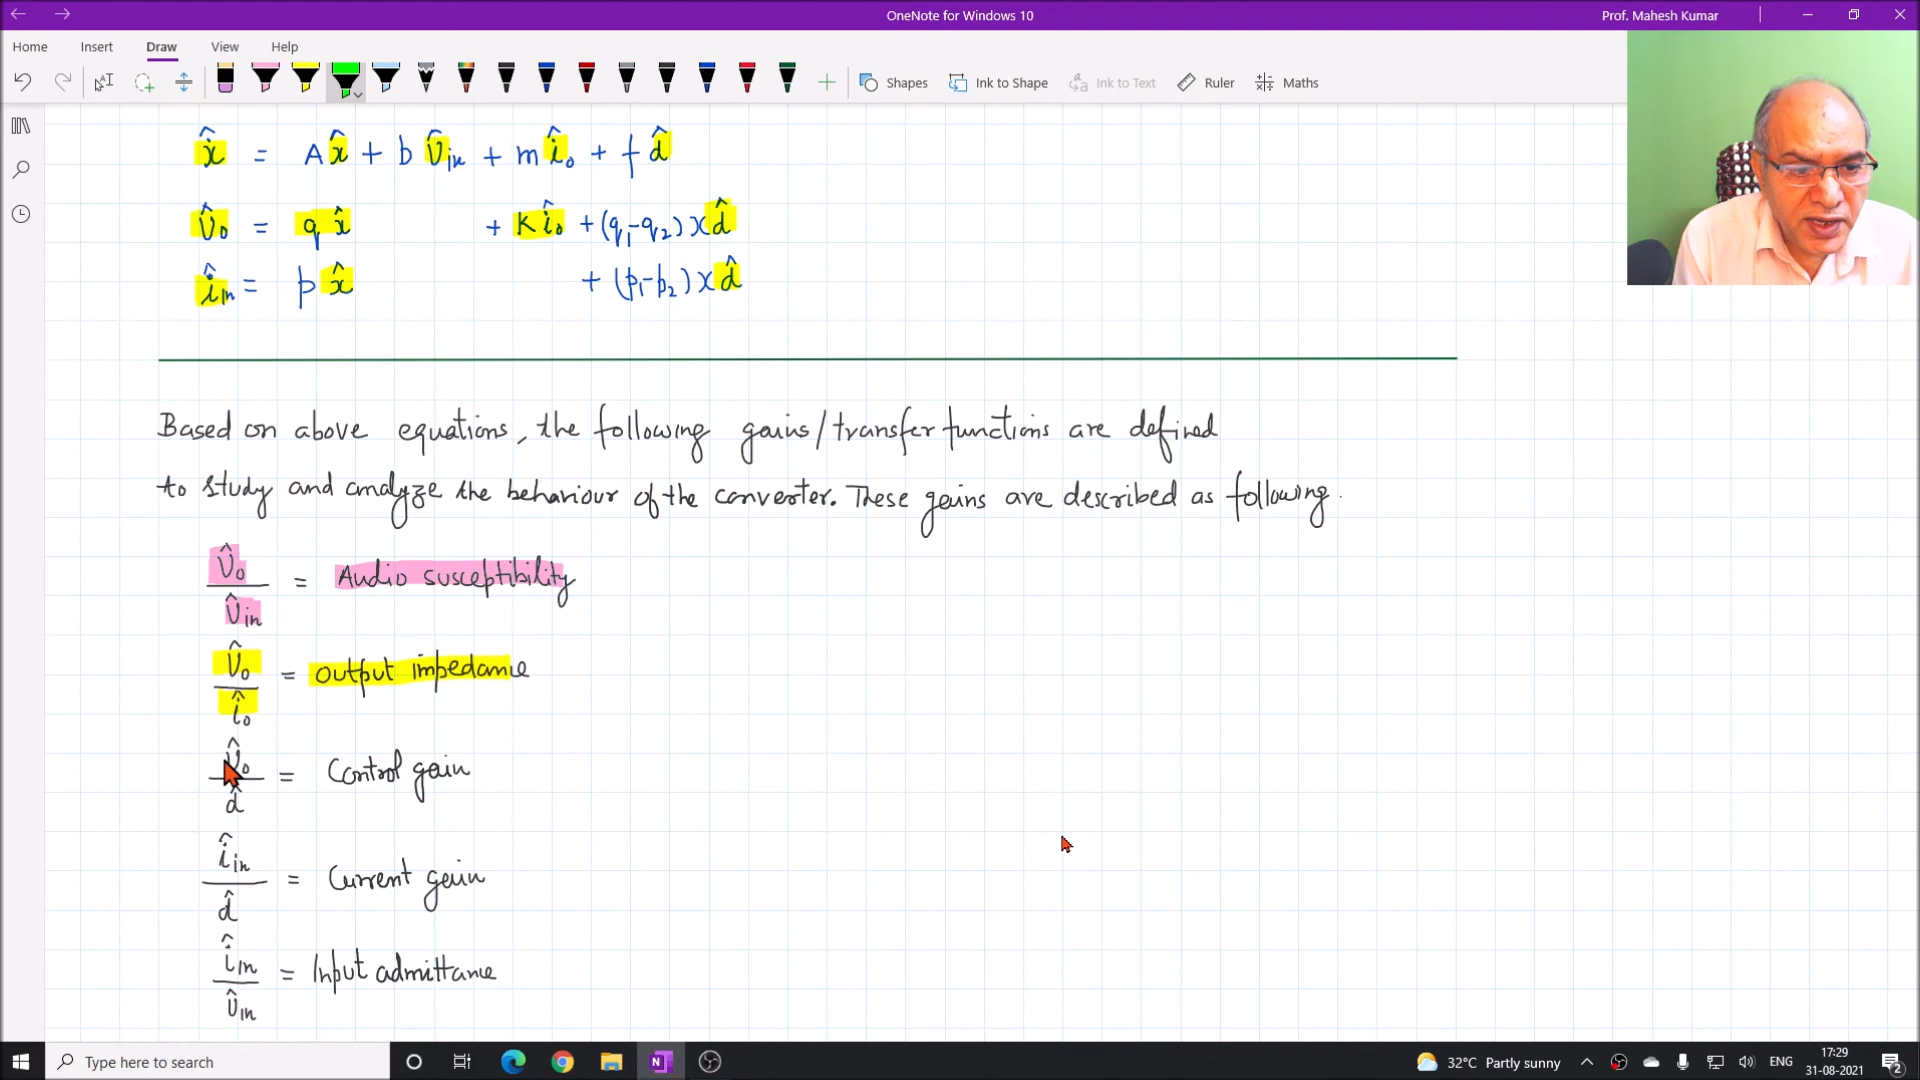 OneNote for Windows 10
Prof. Mahesh Kumar
Home Insert Draw View Help
Shapes Ink to Shape Ink to Text Ruler Maths
x̂̇ = A x̂ + b v̂in + m î₀ + f d̂
v̂₀ = q x̂ + K î₀ + (q₁-q₂) X d̂
îin = p x̂ + (p₁-p₂) X d̂
Based on above equations, the following gains/transfer functions are defined
to study and analyze the behaviour of the converter. These gains are described as following.
v̂₀/v̂in = Audio susceptibility
v̂₀/î₀ = output impedance
v̂₀/d̂ = Control gain
îin/d̂ = Current gain
îin/v̂in = Input admittance
Type here to search
N
32°C Partly sunny
ENG
17:29
31-08-2021
2